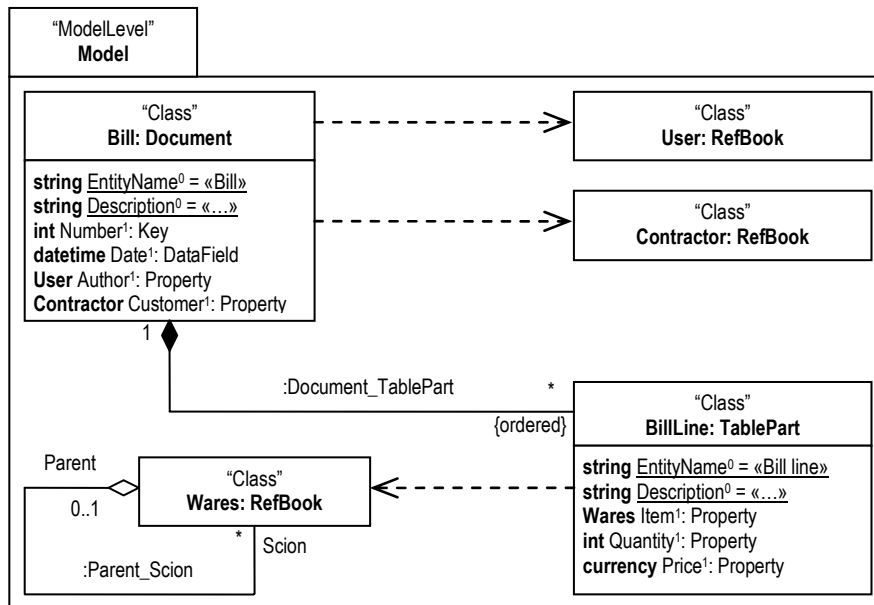 “ModelLevel”
Model
“Class”
Bill: Document
string EntityName⁰ = «Bill»
string Description⁰ = «…»
int Number¹: Key
datetime Date¹: DataField
User Author¹: Property
Contractor Customer¹: Property
“Class”
User: RefBook
“Class”
Contractor: RefBook
1
:Document_TablePart
*
{ordered}
“Class”
BillLine: TablePart
string EntityName⁰ = «Bill line»
string Description⁰ = «…»
Wares Item¹: Property
int Quantity¹: Property
currency Price¹: Property
Parent
0..1
“Class”
Wares: RefBook
*
Scion
:Parent_Scion